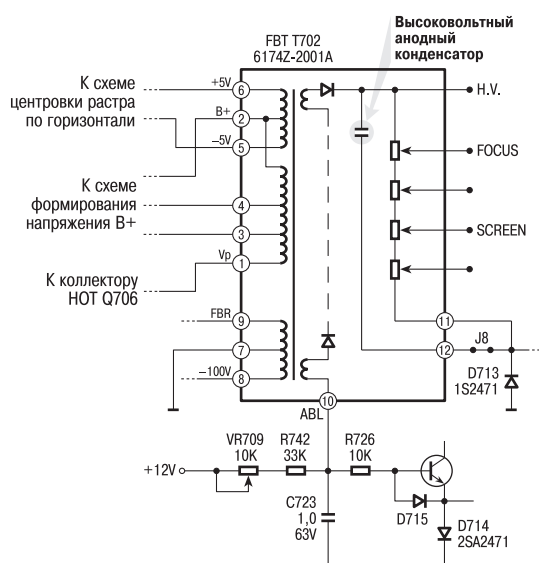 Высоковольтный
анодный
конденсатор
FBT T702
6174Z-2001A
К схеме
центровки растра
по горизонтали
+5V
6
B+
2
–5V
5
H.V.
FOCUS
SCREEN
К схеме
формирования
напряжения B+
4
3
К коллектору
HOT Q706
Vp
1
FBR
9
7
–100V
8
11
12
J8
D713
1S2471
10
ABL
+12V
VR709
10K
R742
33K
R726
10K
C723
1,0
63V
D715
D714
2SA2471